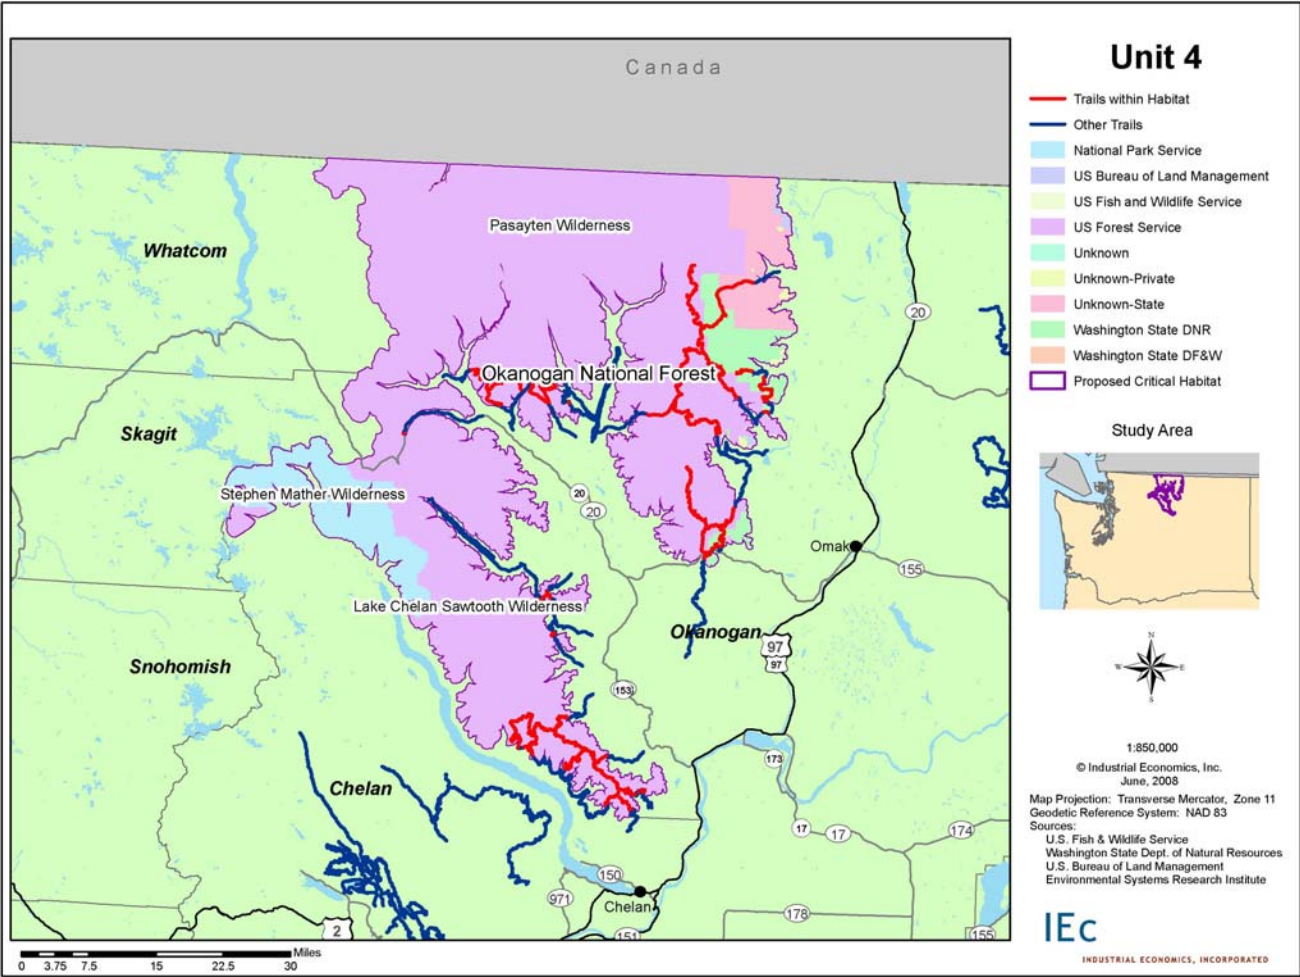 Canada
Pasayten Wilderness
Whatcom
20
Okanogan National Forest
Skagit
Stephen Mather Wilderness
20
20
Omak
155
Lake Chelan Sawtooth Wilderness
Okanogan
97
97
Snohomish
153
173
Chelan
17
17
174
150
971
Chelan
178
2
151
155
Miles
0 3.75 7.5 15 22.5 30
Unit 4
Trails within Habitat
Other Trails
National Park Service
US Bureau of Land Management
US Fish and Wildlife Service
US Forest Service
Unknown
Unknown-Private
Unknown-State
Washington State DNR
Washington State DF&W
Proposed Critical Habitat
Study Area
N
W E
S
1:850,000
© Industrial Economics, Inc.
June, 2008
Map Projection: Transverse Mercator, Zone 11
Geodetic Reference System: NAD 83
Sources:
U.S. Fish & Wildlife Service
Washington State Dept. of Natural Resources
U.S. Bureau of Land Management
Environmental Systems Research Institute
IEc
INDUSTRIAL ECONOMICS, INCORPORATED